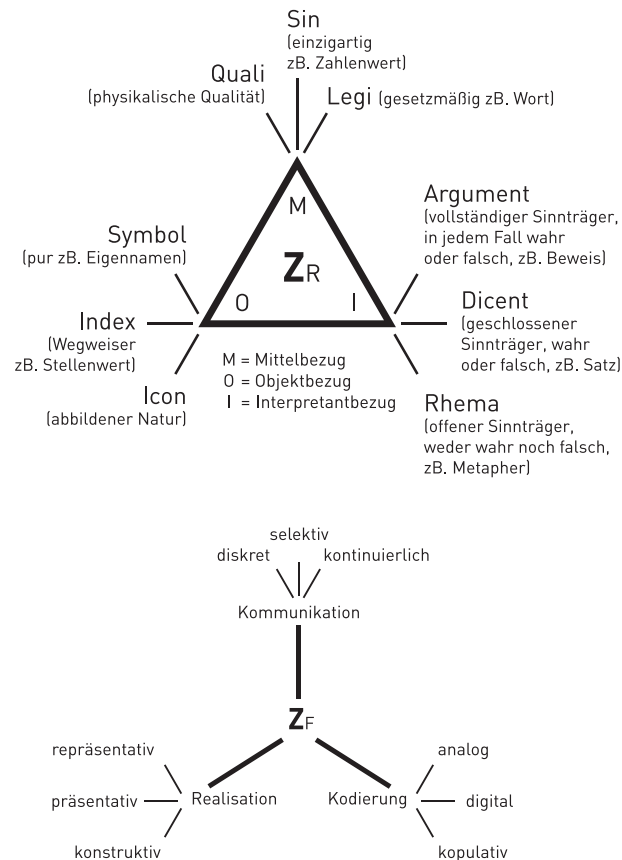 Sin
(einzigartig
zB. Zahlenwert)
Quali
(physikalische Qualität)
Legi (gesetzmäßig zB. Wort)
M
ZR
O
I
Symbol
(pur zB. Eigennamen)
Index
(Wegweiser
zB. Stellenwert)
Icon
(abbildener Natur)
Argument
(vollständiger Sinnträger,
in jedem Fall wahr
oder falsch, zB. Beweis)
Dicent
(geschlossener
Sinnträger, wahr
oder falsch, zB. Satz)
Rhema
(offener Sinnträger,
weder wahr noch falsch,
zB. Metapher)
M = Mittelbezug
O = Objektbezug
I = Interpretantbezug
selektiv
diskret
kontinuierlich
Kommunikation
ZF
repräsentativ
präsentativ
konstruktiv
Realisation
Kodierung
analog
digital
kopulativ